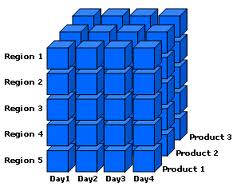 Region 1
Region 2
Region 3
Region 4
Region 5
Product 3
Product 2
Product 1
Day1 Day2 Day3 Day4